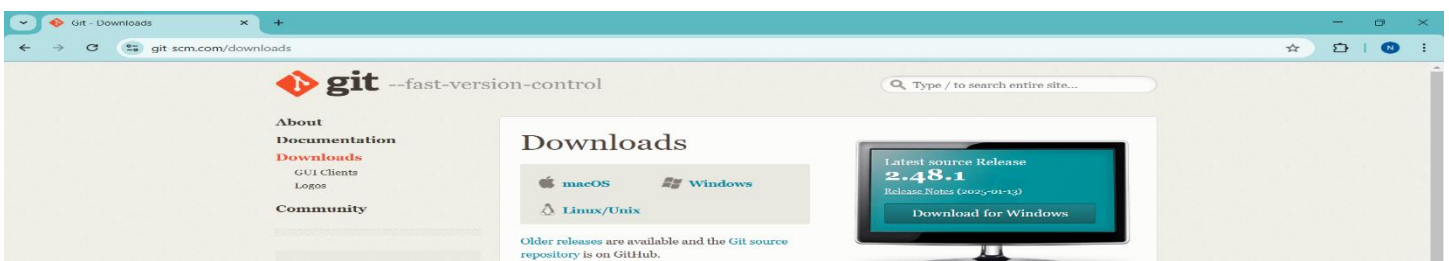 Git - Downloads
git-scm.com/downloads
N
git --fast-version-control
Type / to search entire site...
About
Documentation
Downloads
GUI Clients
Logos
Community
Downloads
macOS
Windows
Linux/Unix
Older releases are available and the Git source
repository is on GitHub.
Latest source Release
2.48.1
Release Notes (2025-01-13)
Download for Windows